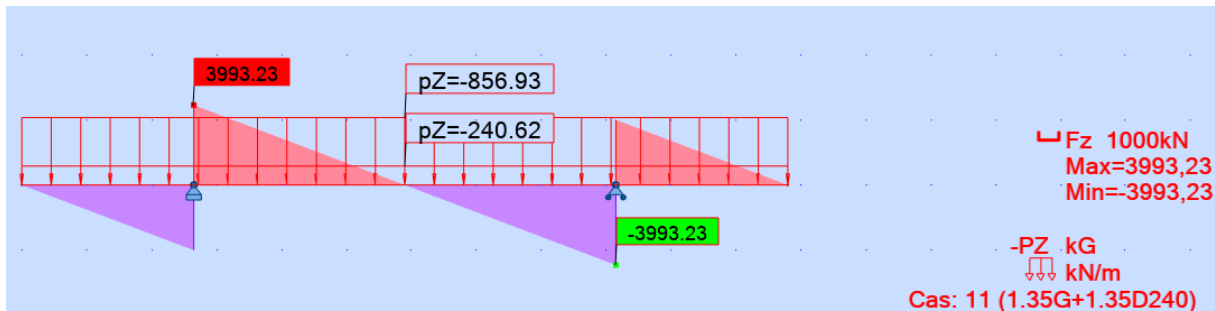 3993.23
pZ=-856.93
pZ=-240.62
-3993.23
Fz 1000kN
Max=3993,23
Min=-3993,23
-PZ kG
kN/m
Cas: 11 (1.35G+1.35D240)